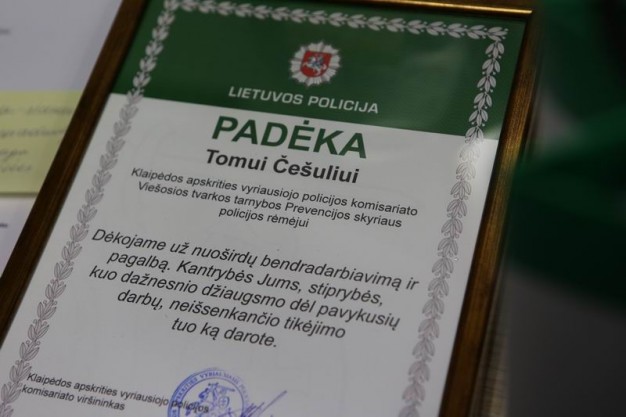 LIETUVOS POLICIJA
PADĖKA
Tomui Češuliui
Klaipėdos apskrities vyriausiojo policijos komisariato
Viešosios tvarkos tarnybos Prevencijos skyriaus
policijos rėmėjui
Dėkojame už nuoširdų bendradarbiavimą ir
pagalbą. Kantrybės Jums, stiprybės,
kuo dažnesnio džiaugsmo dėl pavykusių
darbų, neišsenkančio tikėjimo
tuo ką darote.
Klaipėdos apskrities vyriausiojo policijos
komisariato viršininkas